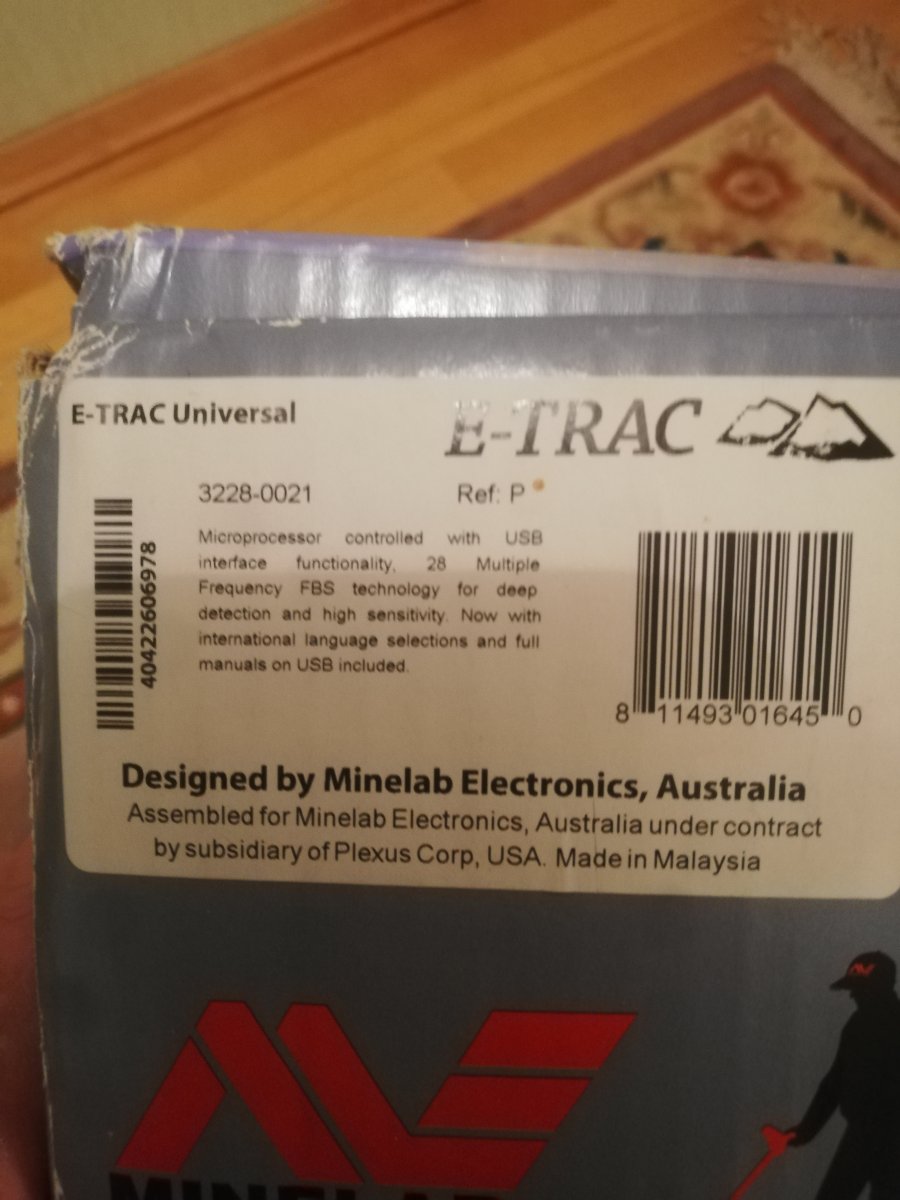 E-TRAC Universal
E-TRAC
3228-0021
Ref: P
Microprocessor controlled with USB
interface functionality, 28 Multiple
Frequency FBS technology for deep
detection and high sensitivity. Now with
international language selections and full
manuals on USB included.
40422606978
8 11493 01645 0
Designed by Minelab Electronics, Australia
Assembled for Minelab Electronics, Australia under contract
by subsidiary of Plexus Corp, USA. Made in Malaysia
MINELAB